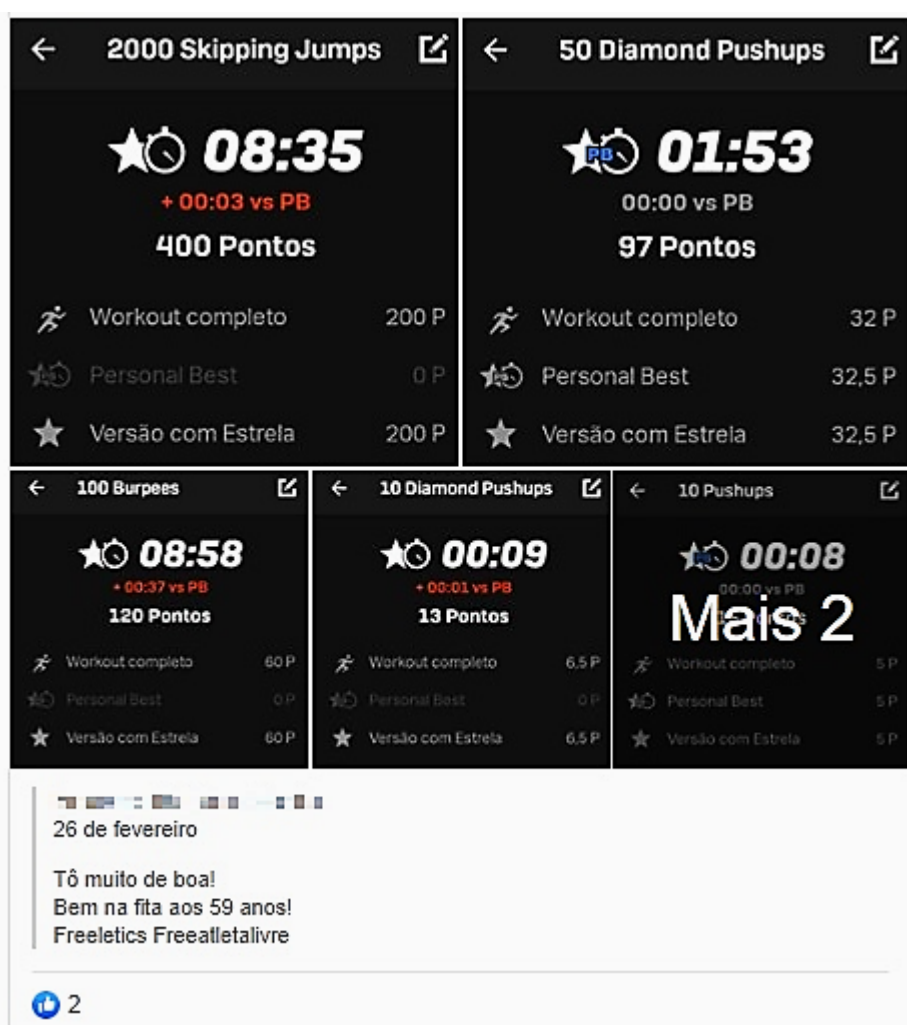 2000 Skipping Jumps
08:35
+ 00:03 vs PB
400 Pontos
Workout completo 200 P
Personal Best 0 P
Versão com Estrela 200 P
50 Diamond Pushups
PB 01:53
00:00 vs PB
97 Pontos
Workout completo 32 P
Personal Best 32,5 P
Versão com Estrela 32,5 P
100 Burpees
08:58
+ 00:37 vs PB
120 Pontos
Workout completo 60 P
Personal Best 0 P
Versão com Estrela 60 P
10 Diamond Pushups
00:09
+ 00:01 vs PB
13 Pontos
Workout completo 6,5 P
Personal Best 0 P
Versão com Estrela 6,5 P
10 Pushups
00:08
00:00 vs PB
Mais 2
Workout completo 5 P
Personal Best 5 P
Versão com Estrela 5 P
26 de fevereiro
Tô muito de boa!
Bem na fita aos 59 anos!
Freeletics Freeatletalivre
2